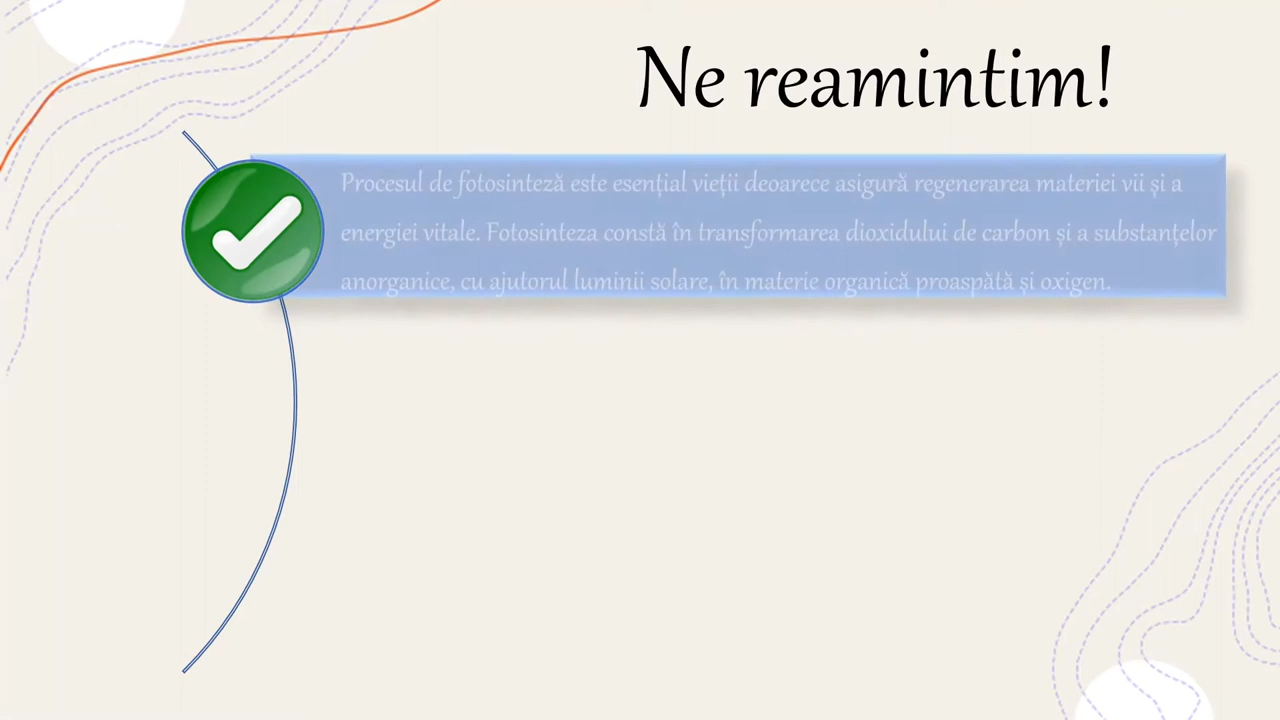 Ne reamintim!
Procesul de fotosinteză este esențial vieții deoarece asigură regenerarea materiei vii și a
energiei vitale. Fotosinteza constă în transformarea dioxidului de carbon și a substanțelor
anorganice, cu ajutorul luminii solare, în materie organică proaspătă și oxigen.